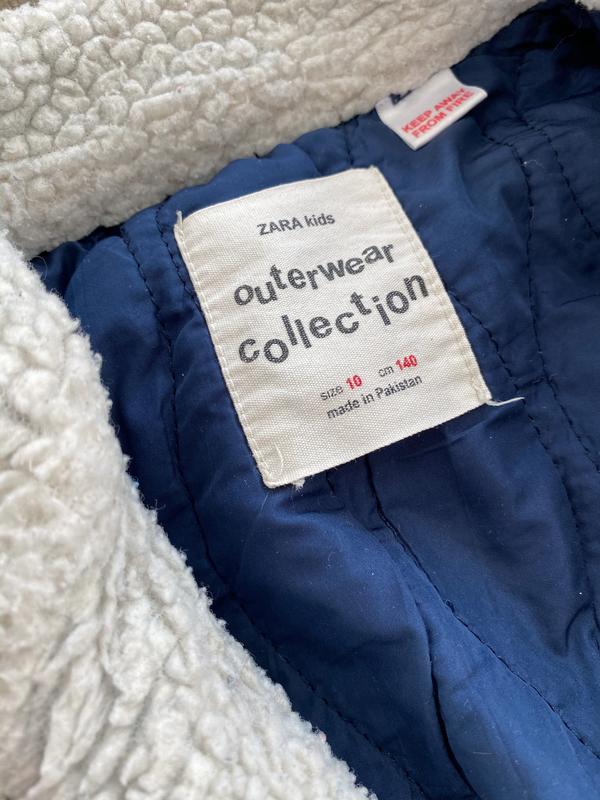 KEEP AWAY
FROM FIRE
ZARA kids
outerwear
collection
size 10 cm 140
made in Pakistan